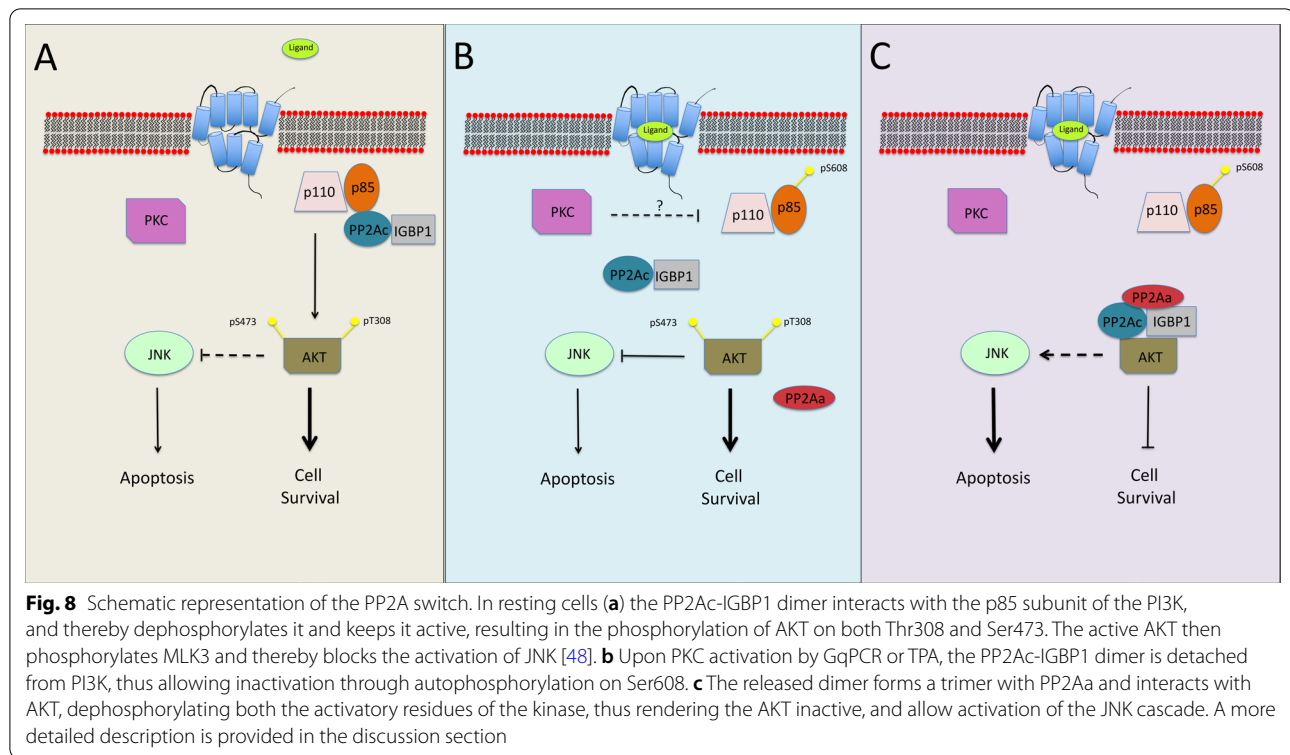 A
Ligand
p110
p85
PKC
PP2Ac
IGBP1
pS473
pT308
JNK
AKT
Apoptosis
Cell
Survival
B
Ligand
pS608
PKC
?
p110
p85
PP2Ac
IGBP1
pS473
pT308
JNK
AKT
PP2Aa
Apoptosis
Cell
Survival
C
Ligand
pS608
PKC
p110
p85
PP2Aa
PP2Ac
IGBP1
JNK
AKT
Apoptosis
Cell
Survival
Fig. 8 Schematic representation of the PP2A switch. In resting cells (a) the PP2Ac-IGBP1 dimer interacts with the p85 subunit of the PI3K,
and thereby dephosphorylates it and keeps it active, resulting in the phosphorylation of AKT on both Thr308 and Ser473. The active AKT then
phosphorylates MLK3 and thereby blocks the activation of JNK [48]. b Upon PKC activation by GqPCR or TPA, the PP2Ac-IGBP1 dimer is detached
from PI3K, thus allowing inactivation through autophosphorylation on Ser608. c The released dimer forms a trimer with PP2Aa and interacts with
AKT, dephosphorylating both the activatory residues of the kinase, thus rendering the AKT inactive, and allow activation of the JNK cascade. A more
detailed description is provided in the discussion section